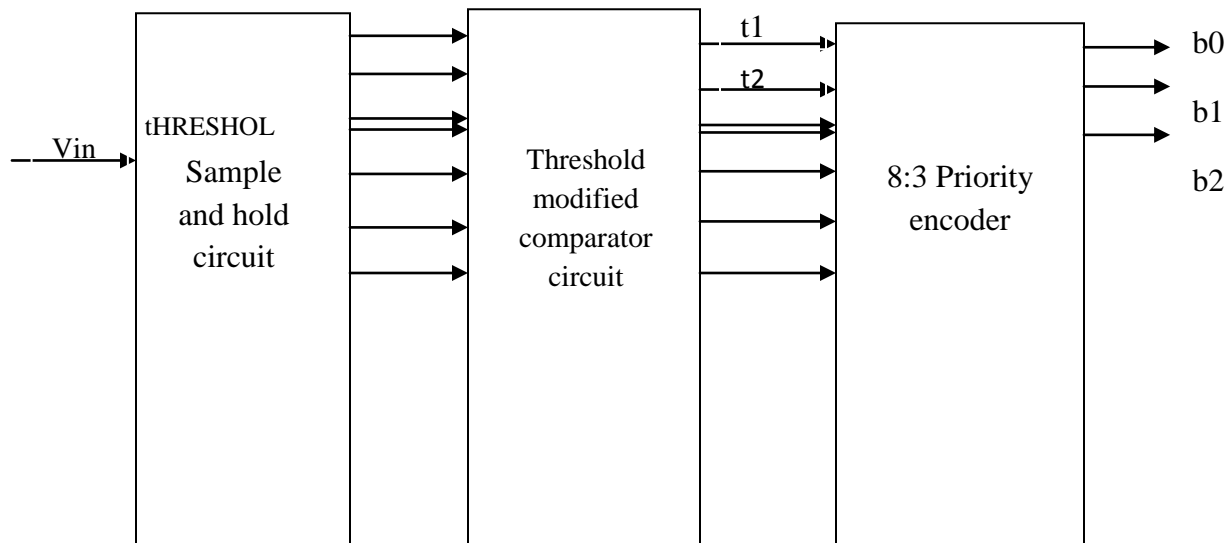 Vin
tHRESHOL
Sample
and hold
circuit
Threshold
modified
comparator
circuit
t1
t2
8:3 Priority
encoder
b0
b1
b2